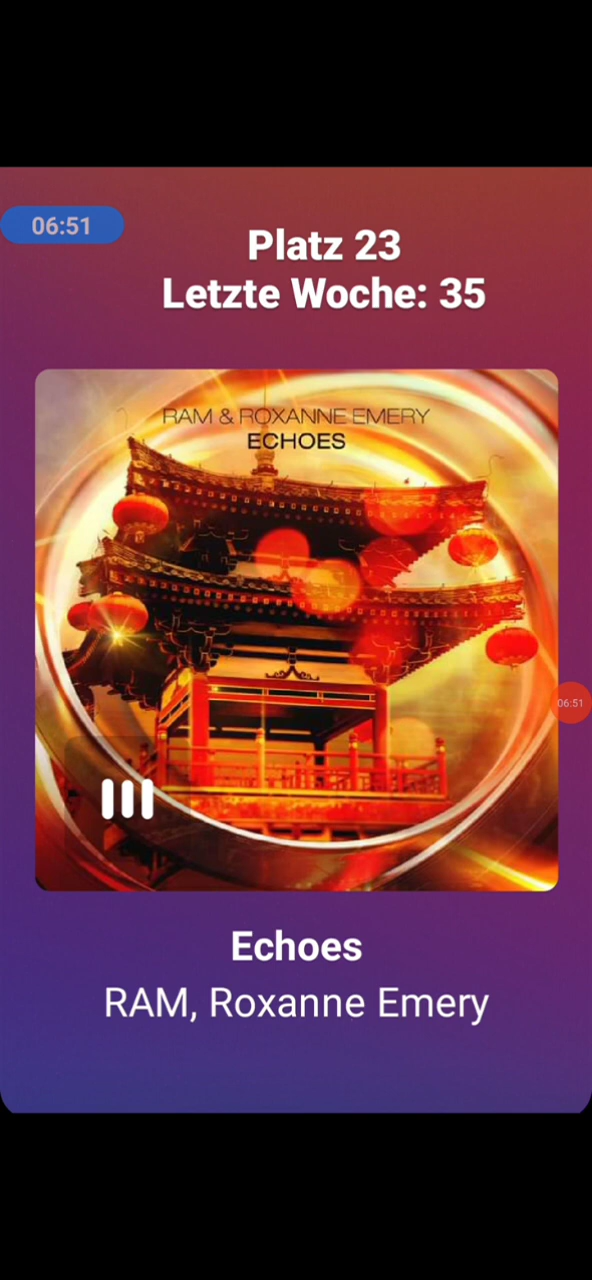 06:51
Platz 23
Letzte Woche: 35
RAM & ROXANNE EMERY
ECHOES
06:51
Echoes
RAM, Roxanne Emery